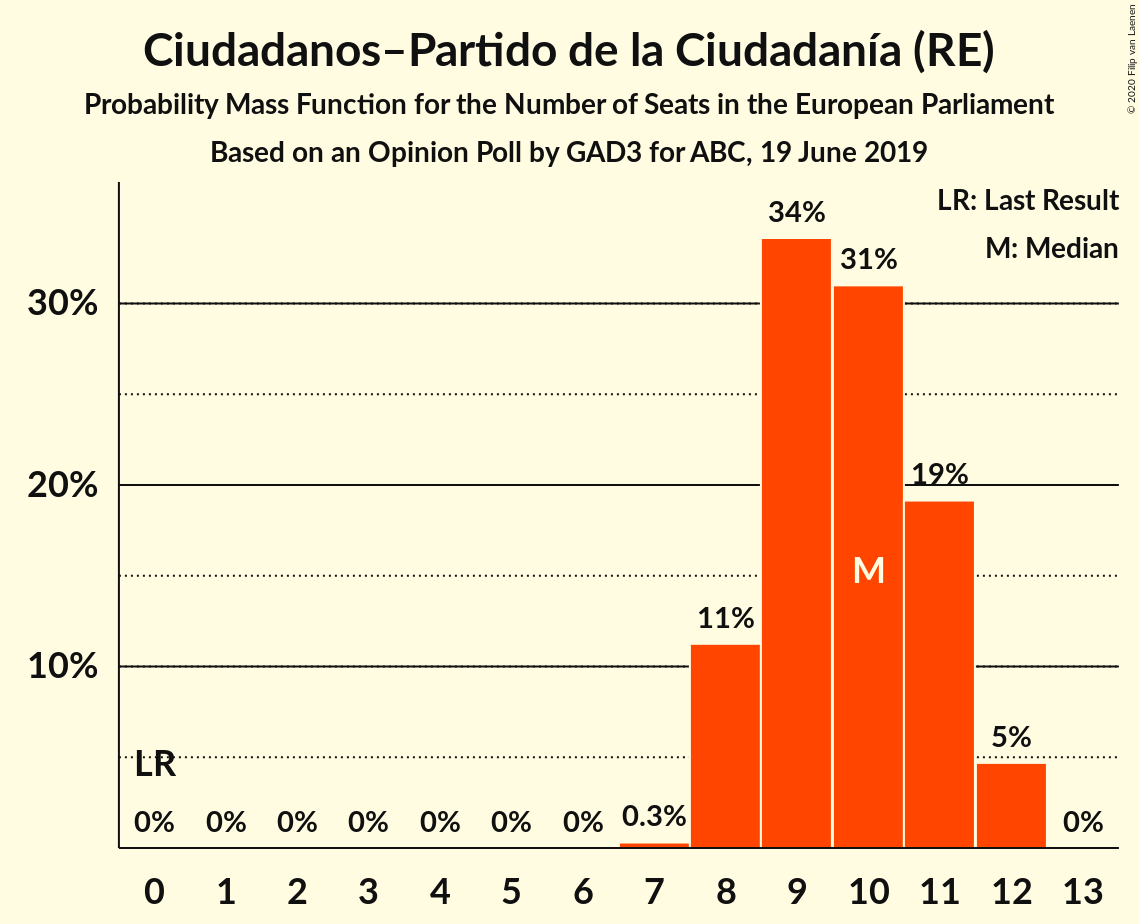 Ciudadanos–Partido de la Ciudadanía (RE)
Probability Mass Function for the Number of Seats in the European Parliament
Based on an Opinion Poll by GAD3 for ABC, 19 June 2019
© 2020 Filip van Laenen
LR: Last Result
M: Median
34%
31%
30%
19%
20%
M
11%
10%
LR
5%
0% 0% 0% 0% 0% 0% 0% 0.3% 0%
0 1 2 3 4 5 6 7 8 9 10 11 12 13